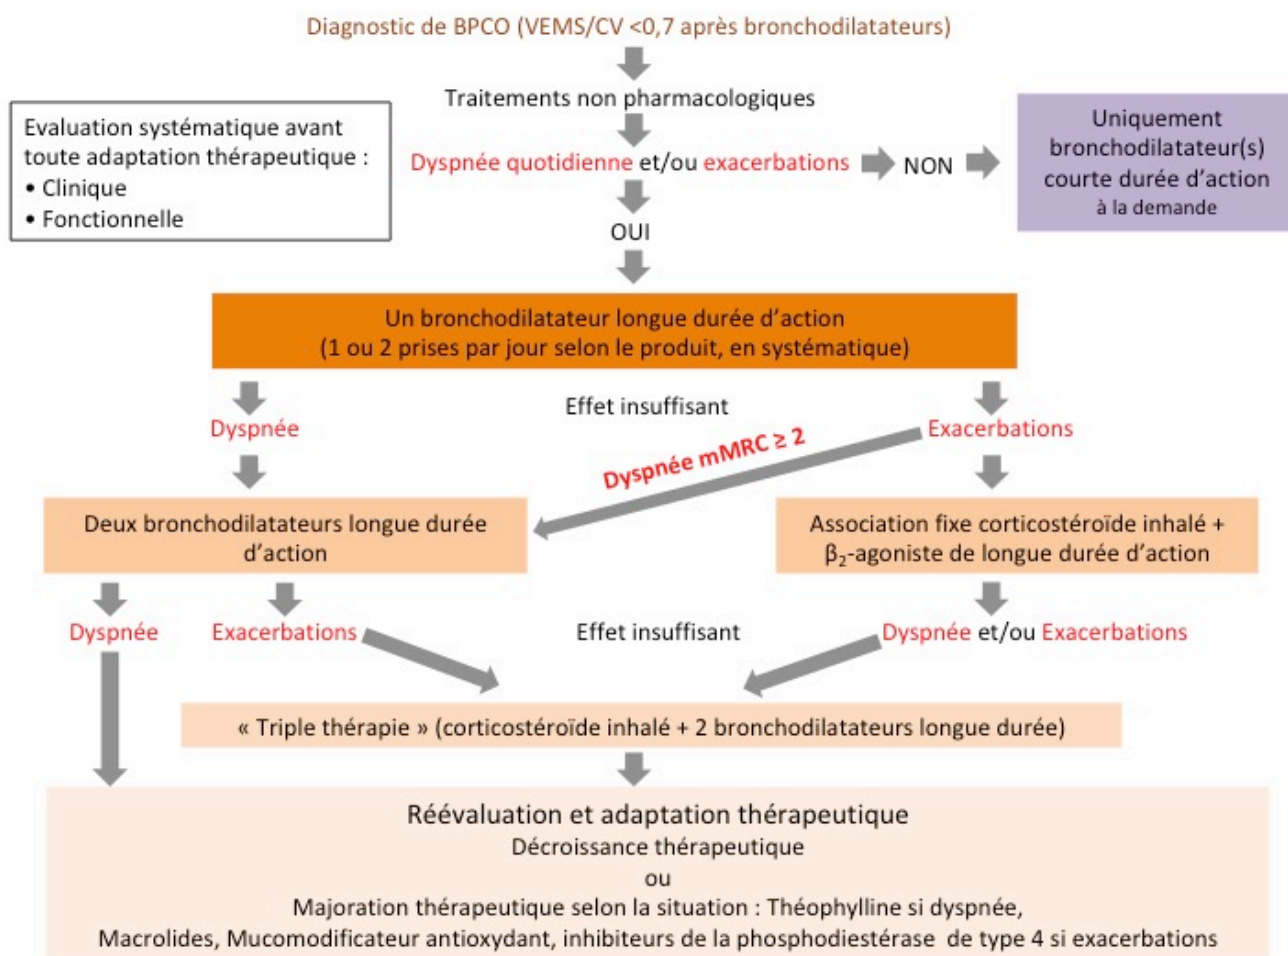 Diagnostic de BPCO (VEMS/CV <0,7 après bronchodilatateurs)
Traitements non pharmacologiques
Evaluation systématique avant
toute adaptation thérapeutique :
• Clinique
• Fonctionnelle
Dyspnée quotidienne et/ou exacerbations
NON
Uniquement
bronchodilatateur(s)
courte durée d’action
à la demande
OUI
Un bronchodilatateur longue durée d’action
(1 ou 2 prises par jour selon le produit, en systématique)
Effet insuffisant
Dyspnée
Exacerbations
Dyspnée mMRC ≥ 2
Deux bronchodilatateurs longue durée
d’action
Association fixe corticostéroïde inhalé +
β₂-agoniste de longue durée d’action
Dyspnée
Exacerbations
Effet insuffisant
Dyspnée et/ou Exacerbations
« Triple thérapie » (corticostéroïde inhalé + 2 bronchodilatateurs longue durée)
Réévaluation et adaptation thérapeutique
Décroissance thérapeutique
ou
Majoration thérapeutique selon la situation : Théophylline si dyspnée,
Macrolides, Mucomodificateur antioxydant, inhibiteurs de la phosphodiestérase de type 4 si exacerbations